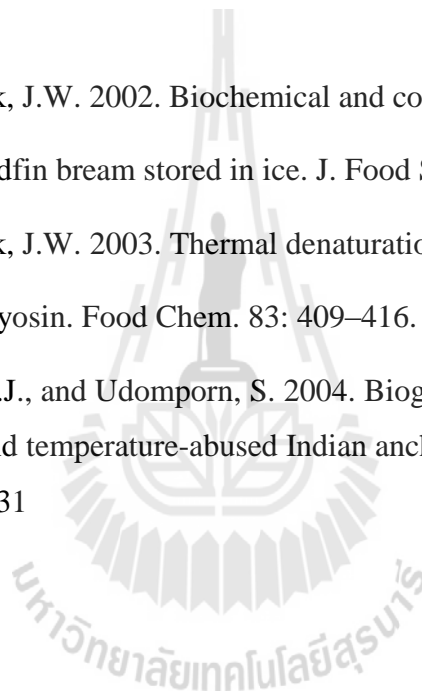 k, J.W. 2002. Biochemical and co
dfin bream stored in ice. J. Food S
k, J.W. 2003. Thermal denaturatio
yosin. Food Chem. 83: 409–416.
.J., and Udomporn, S. 2004. Biog
d temperature-abused Indian anc
31
มหาวิทยาลัยเทคโนโลยีสุรนารี